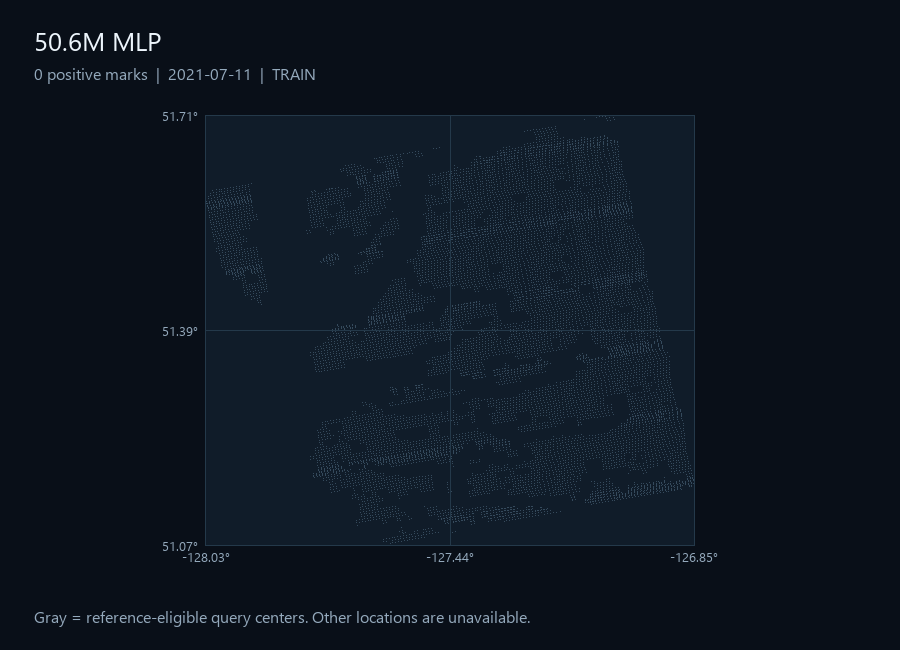 50.6M MLP
0 positive marks | 2021-07-11 | TRAIN
51.71°
51.39°
51.07°
-128.03°
-127.44°
-126.85°
Gray = reference-eligible query centers. Other locations are unavailable.